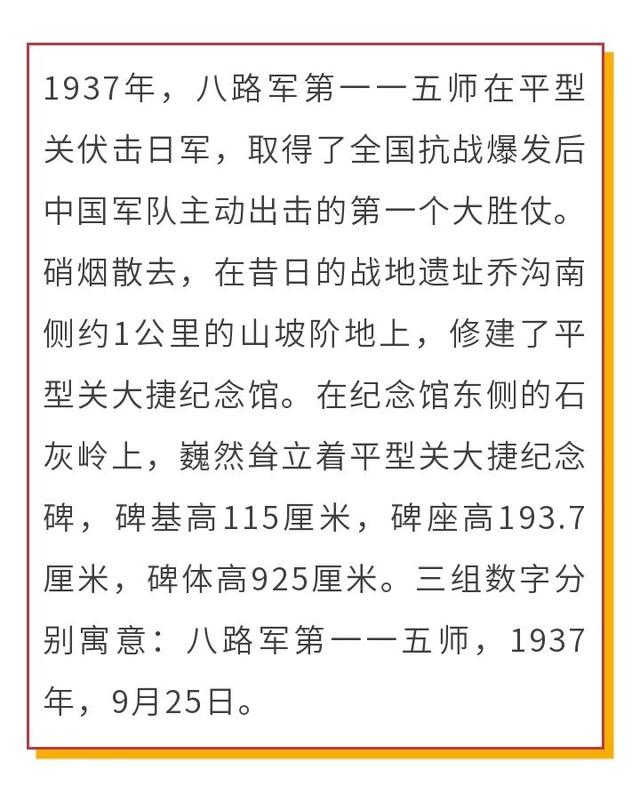 1937年，八路军第一一五师在平型
关伏击日军，取得了全国抗战爆发后
中国军队主动出击的第一个大胜仗。
硝烟散去，在昔日的战地遗址乔沟南
侧约1公里的山坡阶地上，修建了平
型关大捷纪念馆。在纪念馆东侧的石
灰岭上，巍然耸立着平型关大捷纪念
碑，碑基高115厘米，碑座高193.7
厘米，碑体高925厘米。三组数字分
别寓意：八路军第一一五师，1937
年，9月25日。